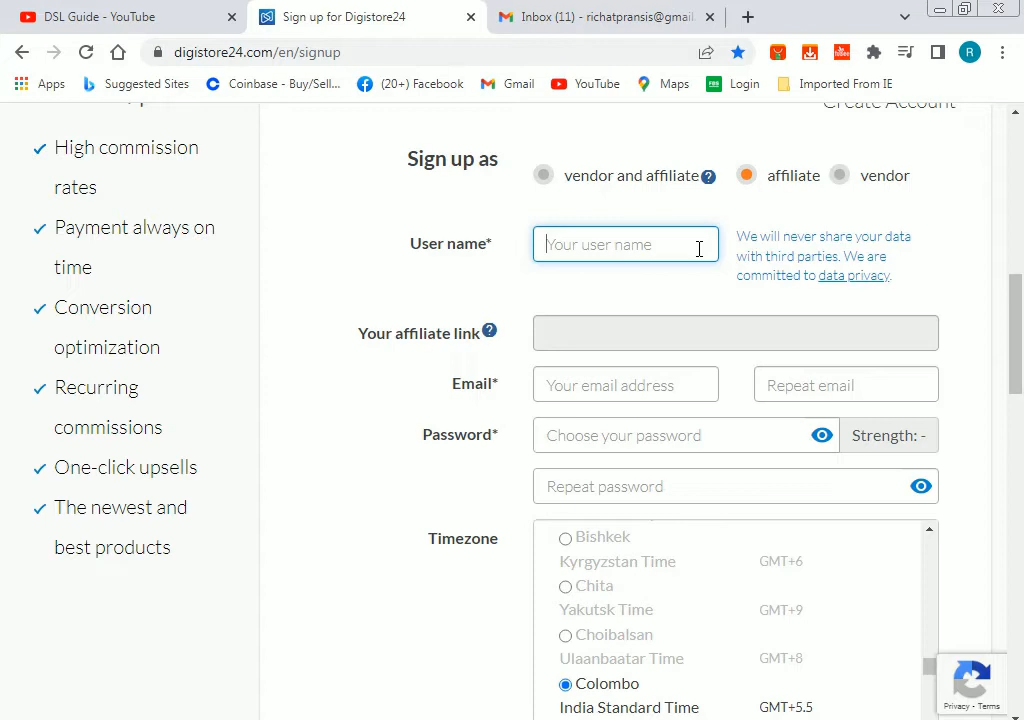 DSL Guide - YouTube
Sign up for Digistore24
Inbox (11) - richatpransis@gmail.
digistore24.com/en/signup
R
Apps
Suggested Sites
Coinbase - Buy/Sell...
(20+) Facebook
Gmail
YouTube
Maps
Login
Imported From IE
Create Account
High commission
rates
Payment always on
time
Conversion
optimization
Recurring
commissions
One-click upsells
The newest and
best products
Sign up as
vendor and affiliate ?
affiliate
vendor
User name*
Your user name
We will never share your data
with third parties. We are
committed to data privacy.
Your affiliate link ?
Email*
Your email address
Repeat email
Password*
Choose your password
Strength: -
Repeat password
Timezone
Bishkek
Kyrgyzstan Time GMT+6
Chita
Yakutsk Time GMT+9
Choibalsan
Ulaanbaatar Time GMT+8
Colombo
India Standard Time GMT+5.5
Privacy - Terms